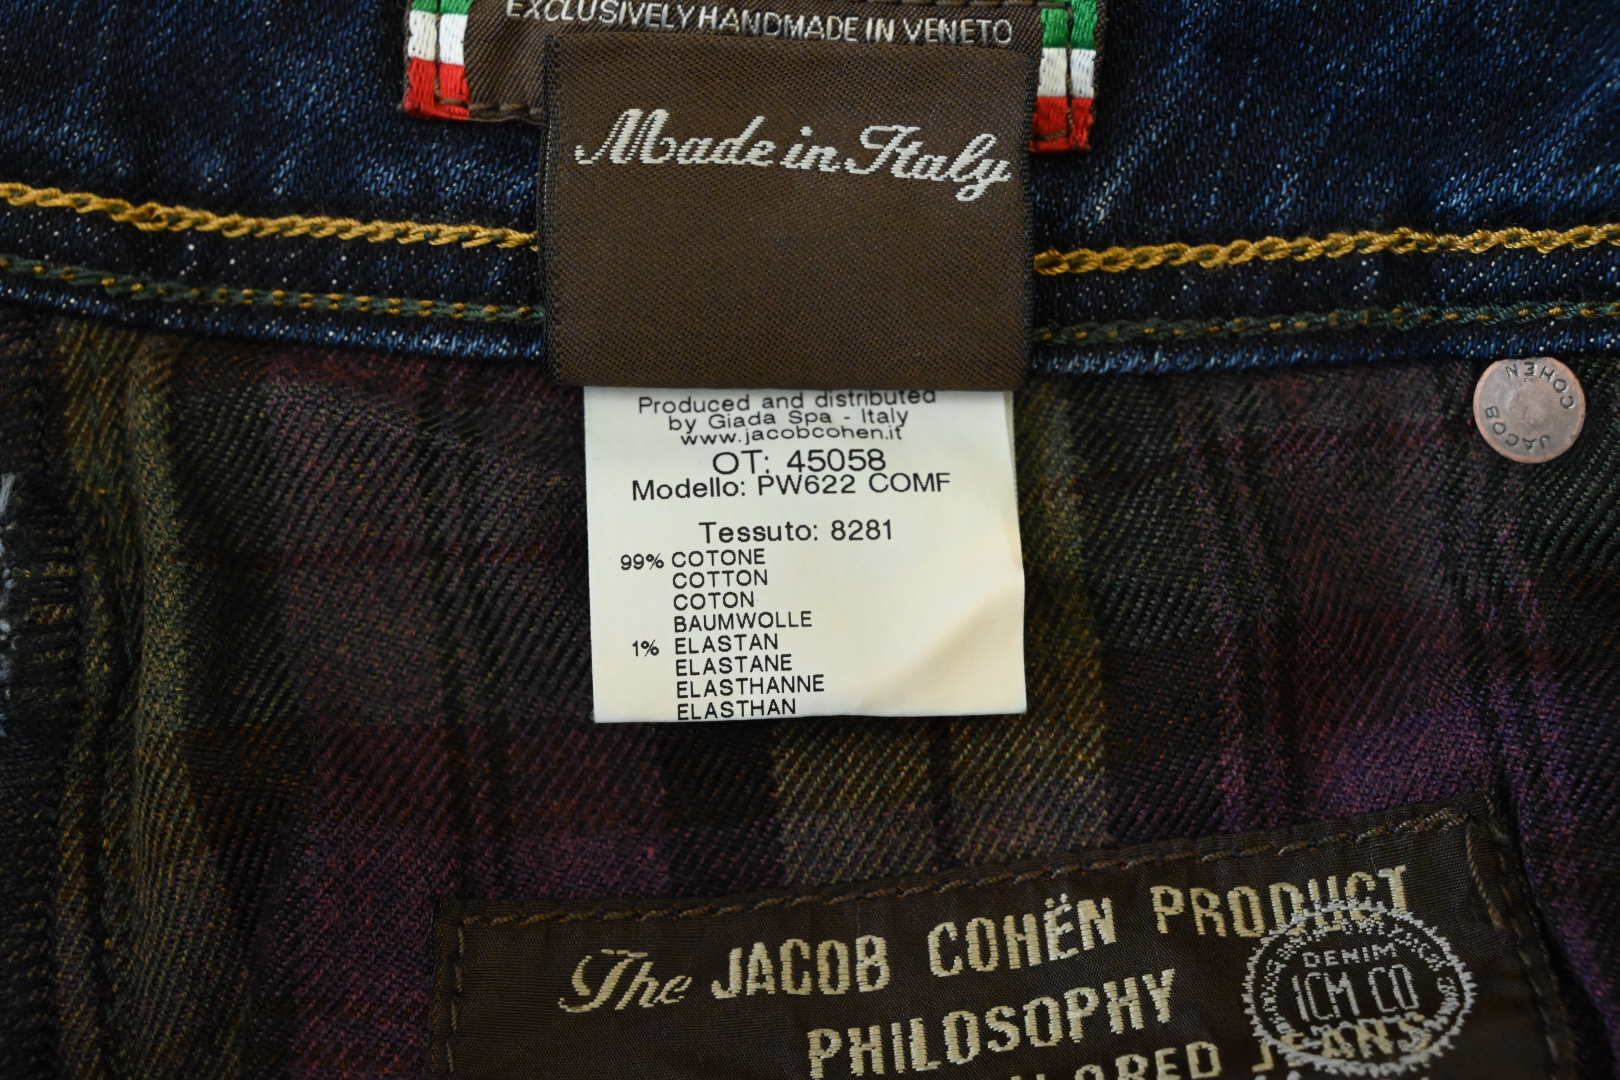 EXCLUSIVELY HANDMADE IN VENETO
Made in Italy
Produced and distributed
by Giada Spa - Italy
www.jacobcohen.it
OT: 45058
Modello: PW622 COMF
Tessuto: 8281
99% COTONE
COTTON
COTON
BAUMWOLLE
1% ELASTAN
ELASTANE
ELASTHANNE
ELASTHAN
JACOB COHEN
The JACOB COHËN PRODUCT
PHILOSOPHY
JEANS
DENIM